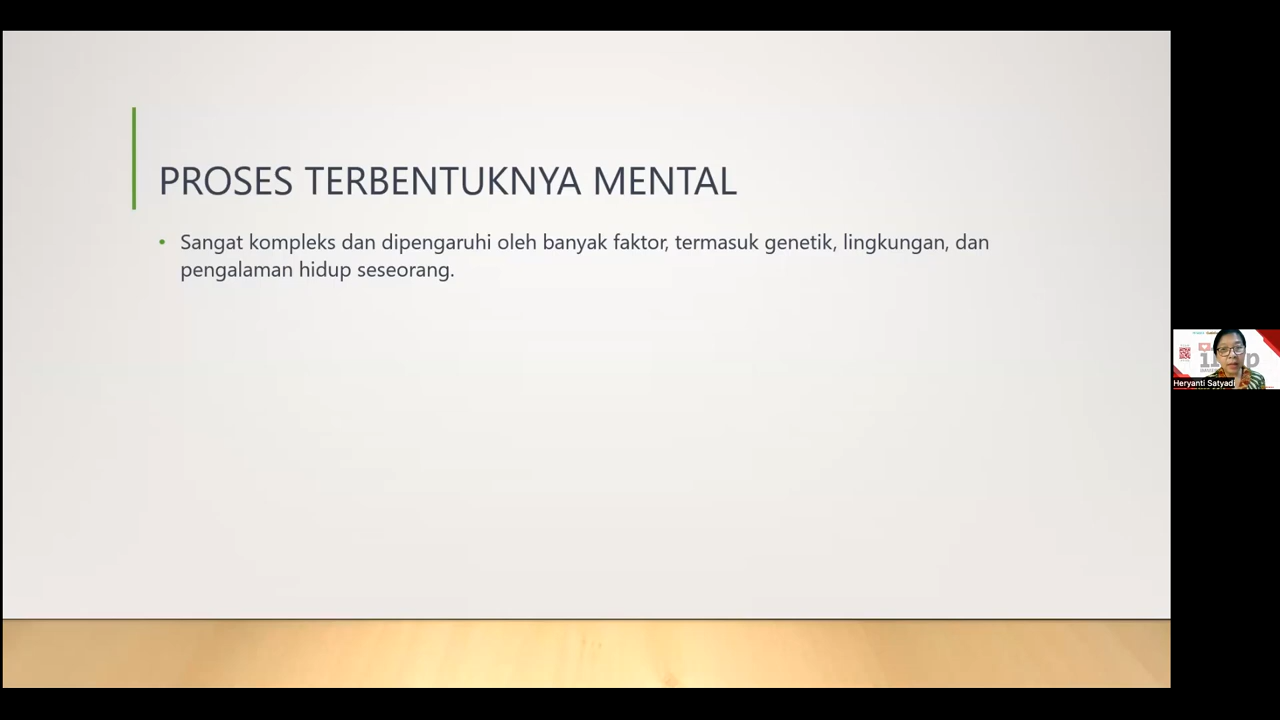 PROSES TERBENTUKNYA MENTAL
• Sangat kompleks dan dipengaruhi oleh banyak faktor, termasuk genetik, lingkungan, dan
pengalaman hidup seseorang.
Heryanti Satyadi